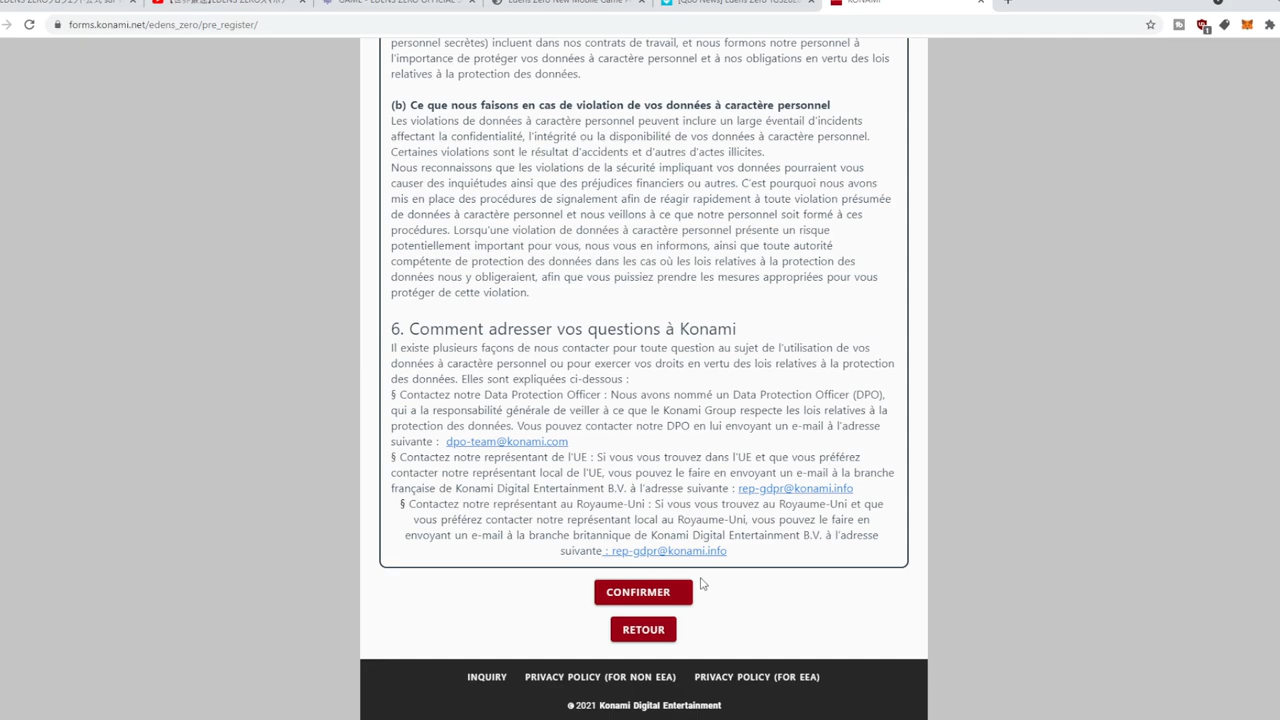 GAME - EDENS ZERO OFFICIAL
Edens Zero New Mobile Game
KONAMI
forms.konami.net/edens_zero/pre_register/
personnel secrètes) incluent dans nos contrats de travail, et nous formons notre personnel à
l'importance de protéger vos données à caractère personnel et à nos obligations en vertu des lois
relatives à la protection des données.
(b) Ce que nous faisons en cas de violation de vos données à caractère personnel
Les violations de données à caractère personnel peuvent inclure un large éventail d'incidents
affectant la confidentialité, l'intégrité ou la disponibilité de vos données à caractère personnel.
Certaines violations sont le résultat d'accidents et d'autres d'actes illicites.
Nous reconnaissons que les violations de la sécurité impliquant vos données pourraient vous
causer des inquiétudes ainsi que des préjudices financiers ou autres. C'est pourquoi nous avons
mis en place des procédures de signalement afin de réagir rapidement à toute violation présumée
de données à caractère personnel et nous veillons à ce que notre personnel soit formé à ces
procédures. Lorsqu'une violation de données à caractère personnel présente un risque
potentiellement important pour vous, nous vous en informons, ainsi que toute autorité
compétente de protection des données dans les cas où les lois relatives à la protection des
données nous y obligeraient, afin que vous puissiez prendre les mesures appropriées pour vous
protéger de cette violation.
6. Comment adresser vos questions à Konami
Il existe plusieurs façons de nous contacter pour toute question au sujet de l'utilisation de vos
données à caractère personnel ou pour exercer vos droits en vertu des lois relatives à la protection
des données. Elles sont expliquées ci-dessous :
§ Contactez notre Data Protection Officer : Nous avons nommé un Data Protection Officer (DPO),
qui a la responsabilité générale de veiller à ce que le Konami Group respecte les lois relatives à la
protection des données. Vous pouvez contacter notre DPO en lui envoyant un e-mail à l'adresse
suivante : dpo-team@konami.com
§ Contactez notre représentant de l'UE : Si vous vous trouvez dans l'UE et que vous préférez
contacter notre représentant local de l'UE, vous pouvez le faire en envoyant un e-mail à la branche
française de Konami Digital Entertainment B.V. à l'adresse suivante : rep-gdpr@konami.info
§ Contactez notre représentant au Royaume-Uni : Si vous vous trouvez au Royaume-Uni et que
vous préférez contacter notre représentant local au Royaume-Uni, vous pouvez le faire en
envoyant un e-mail à la branche britannique de Konami Digital Entertainment B.V. à l'adresse
suivante : rep-gdpr@konami.info
CONFIRMER
RETOUR
INQUIRY PRIVACY POLICY (FOR NON EEA) PRIVACY POLICY (FOR EEA)
© 2021 Konami Digital Entertainment